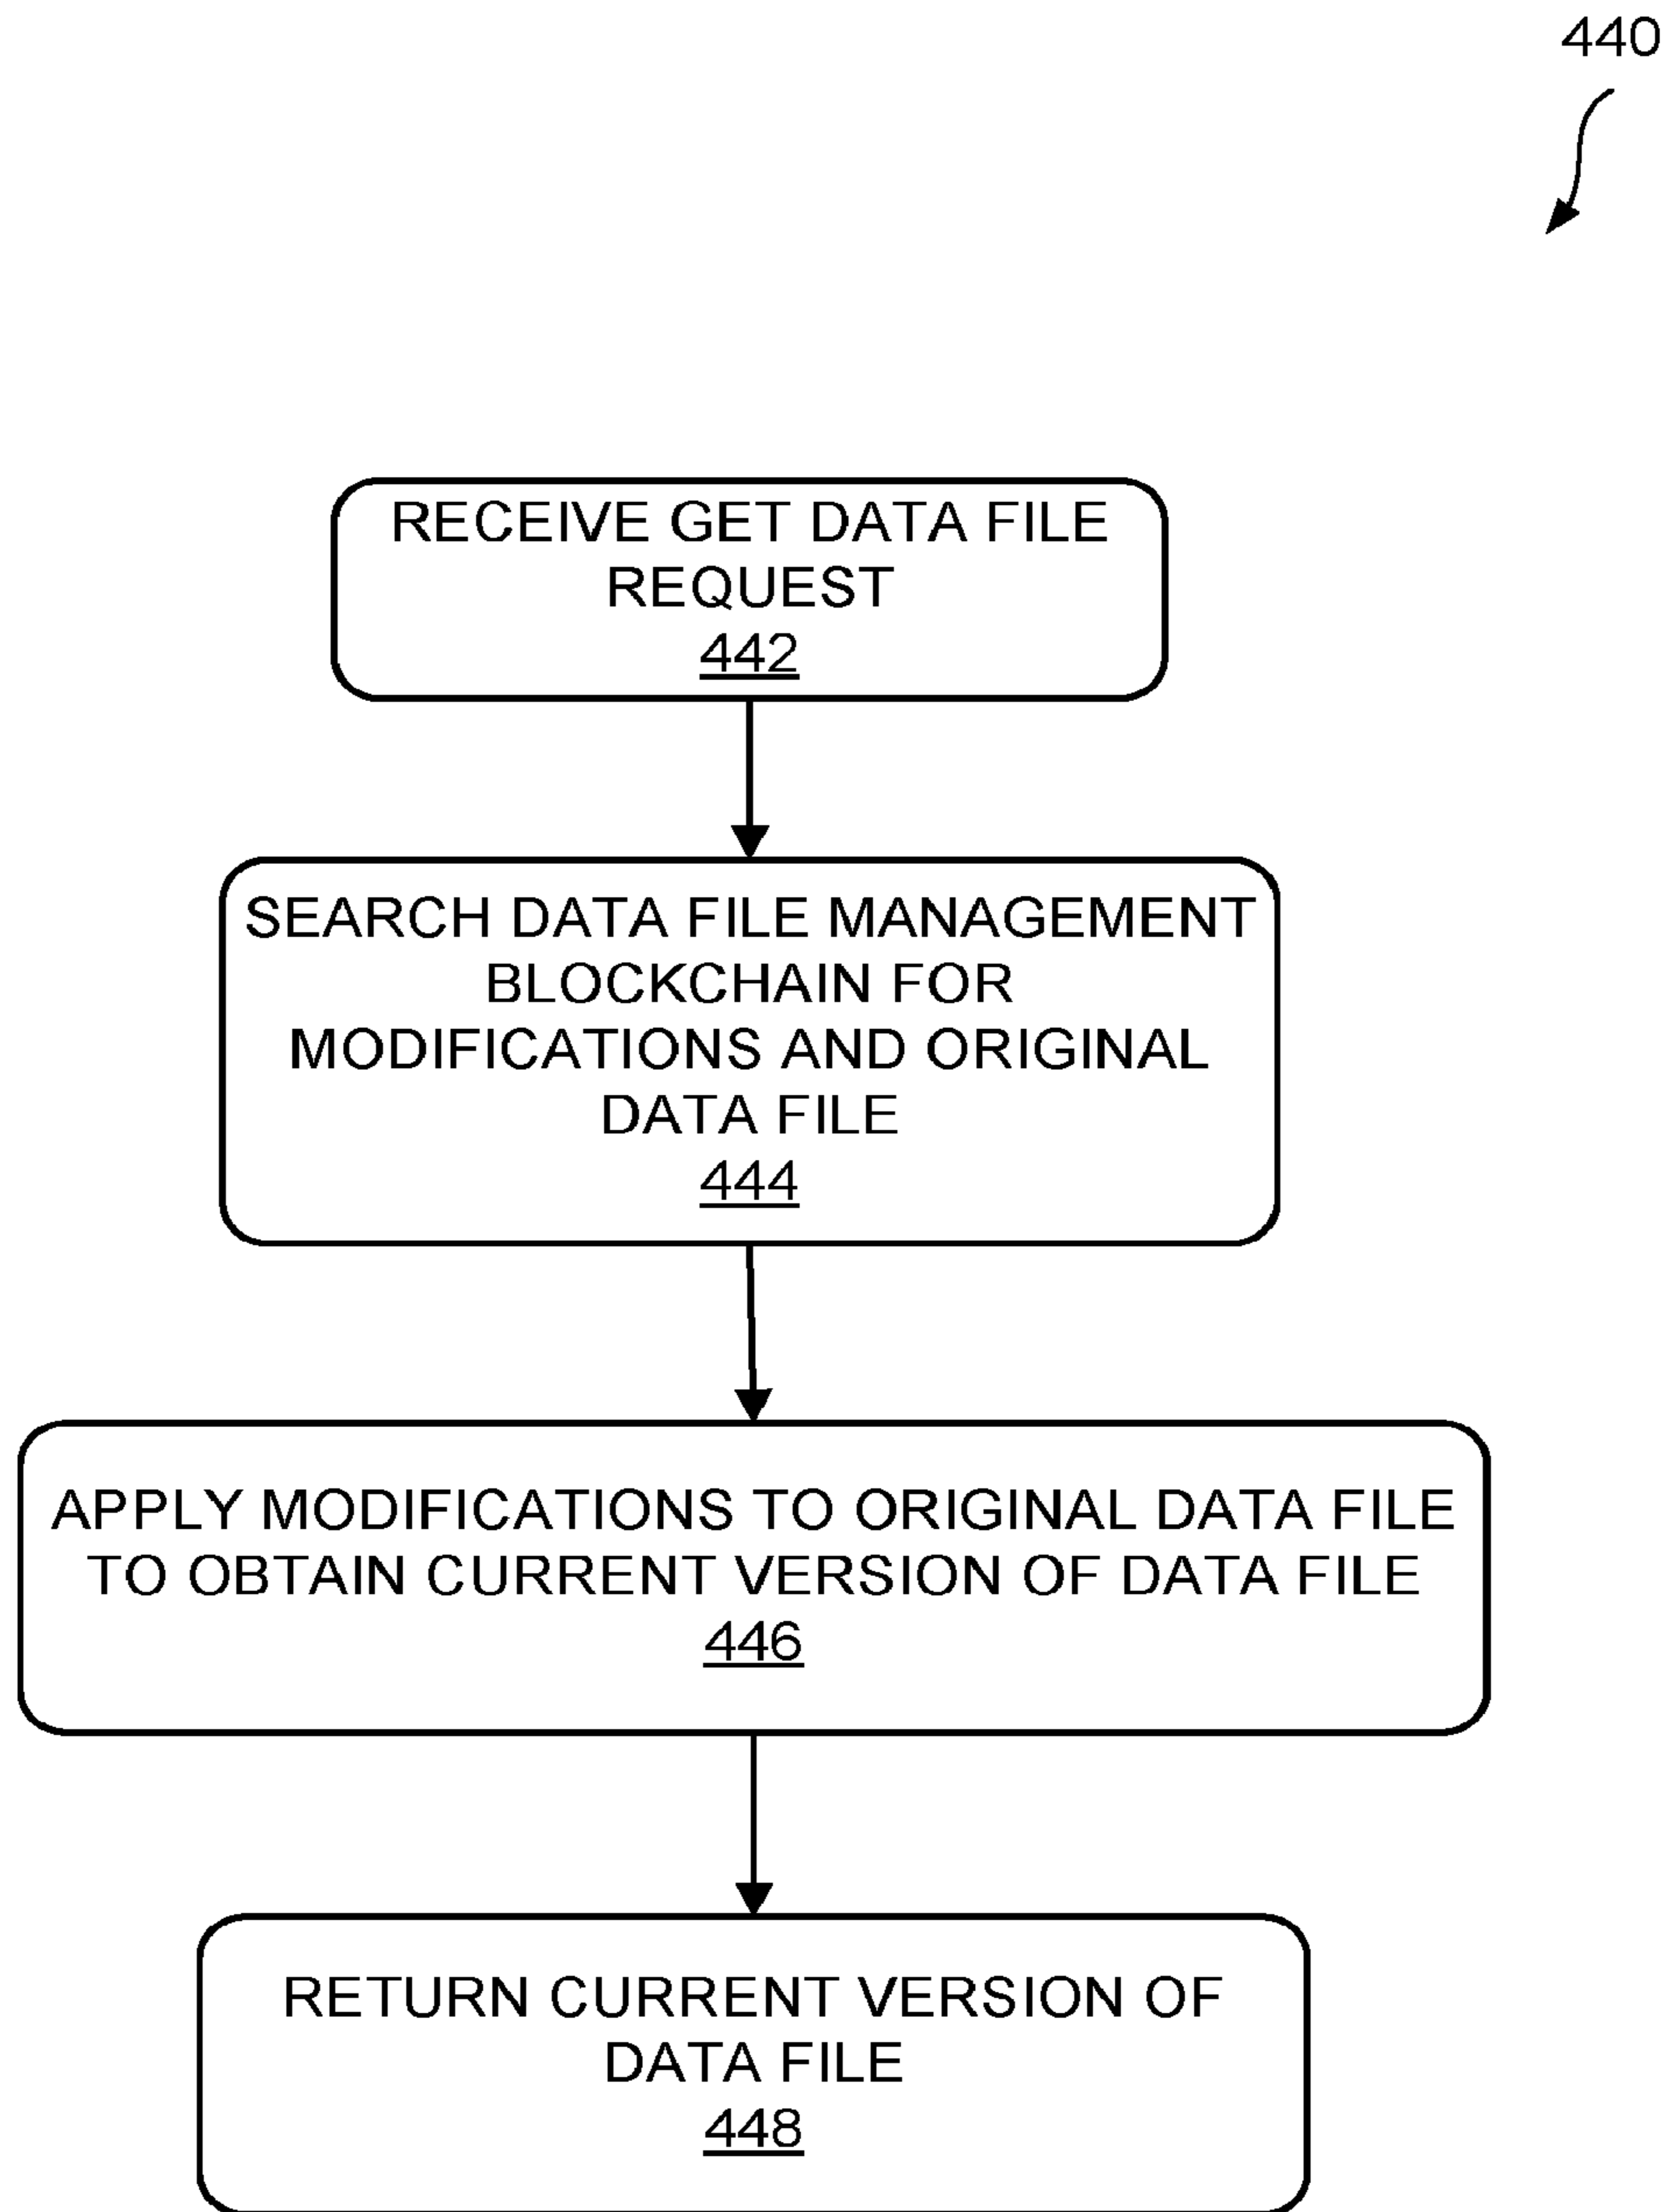 440
RECEIVE GET DATA FILE
REQUEST
442
SEARCH DATA FILE MANAGEMENT
BLOCKCHAIN FOR
MODIFICATIONS AND ORIGINAL
DATA FILE
444
APPLY MODIFICATIONS TO ORIGINAL DATA FILE
TO OBTAIN CURRENT VERSION OF DATA FILE
446
RETURN CURRENT VERSION OF
DATA FILE
448